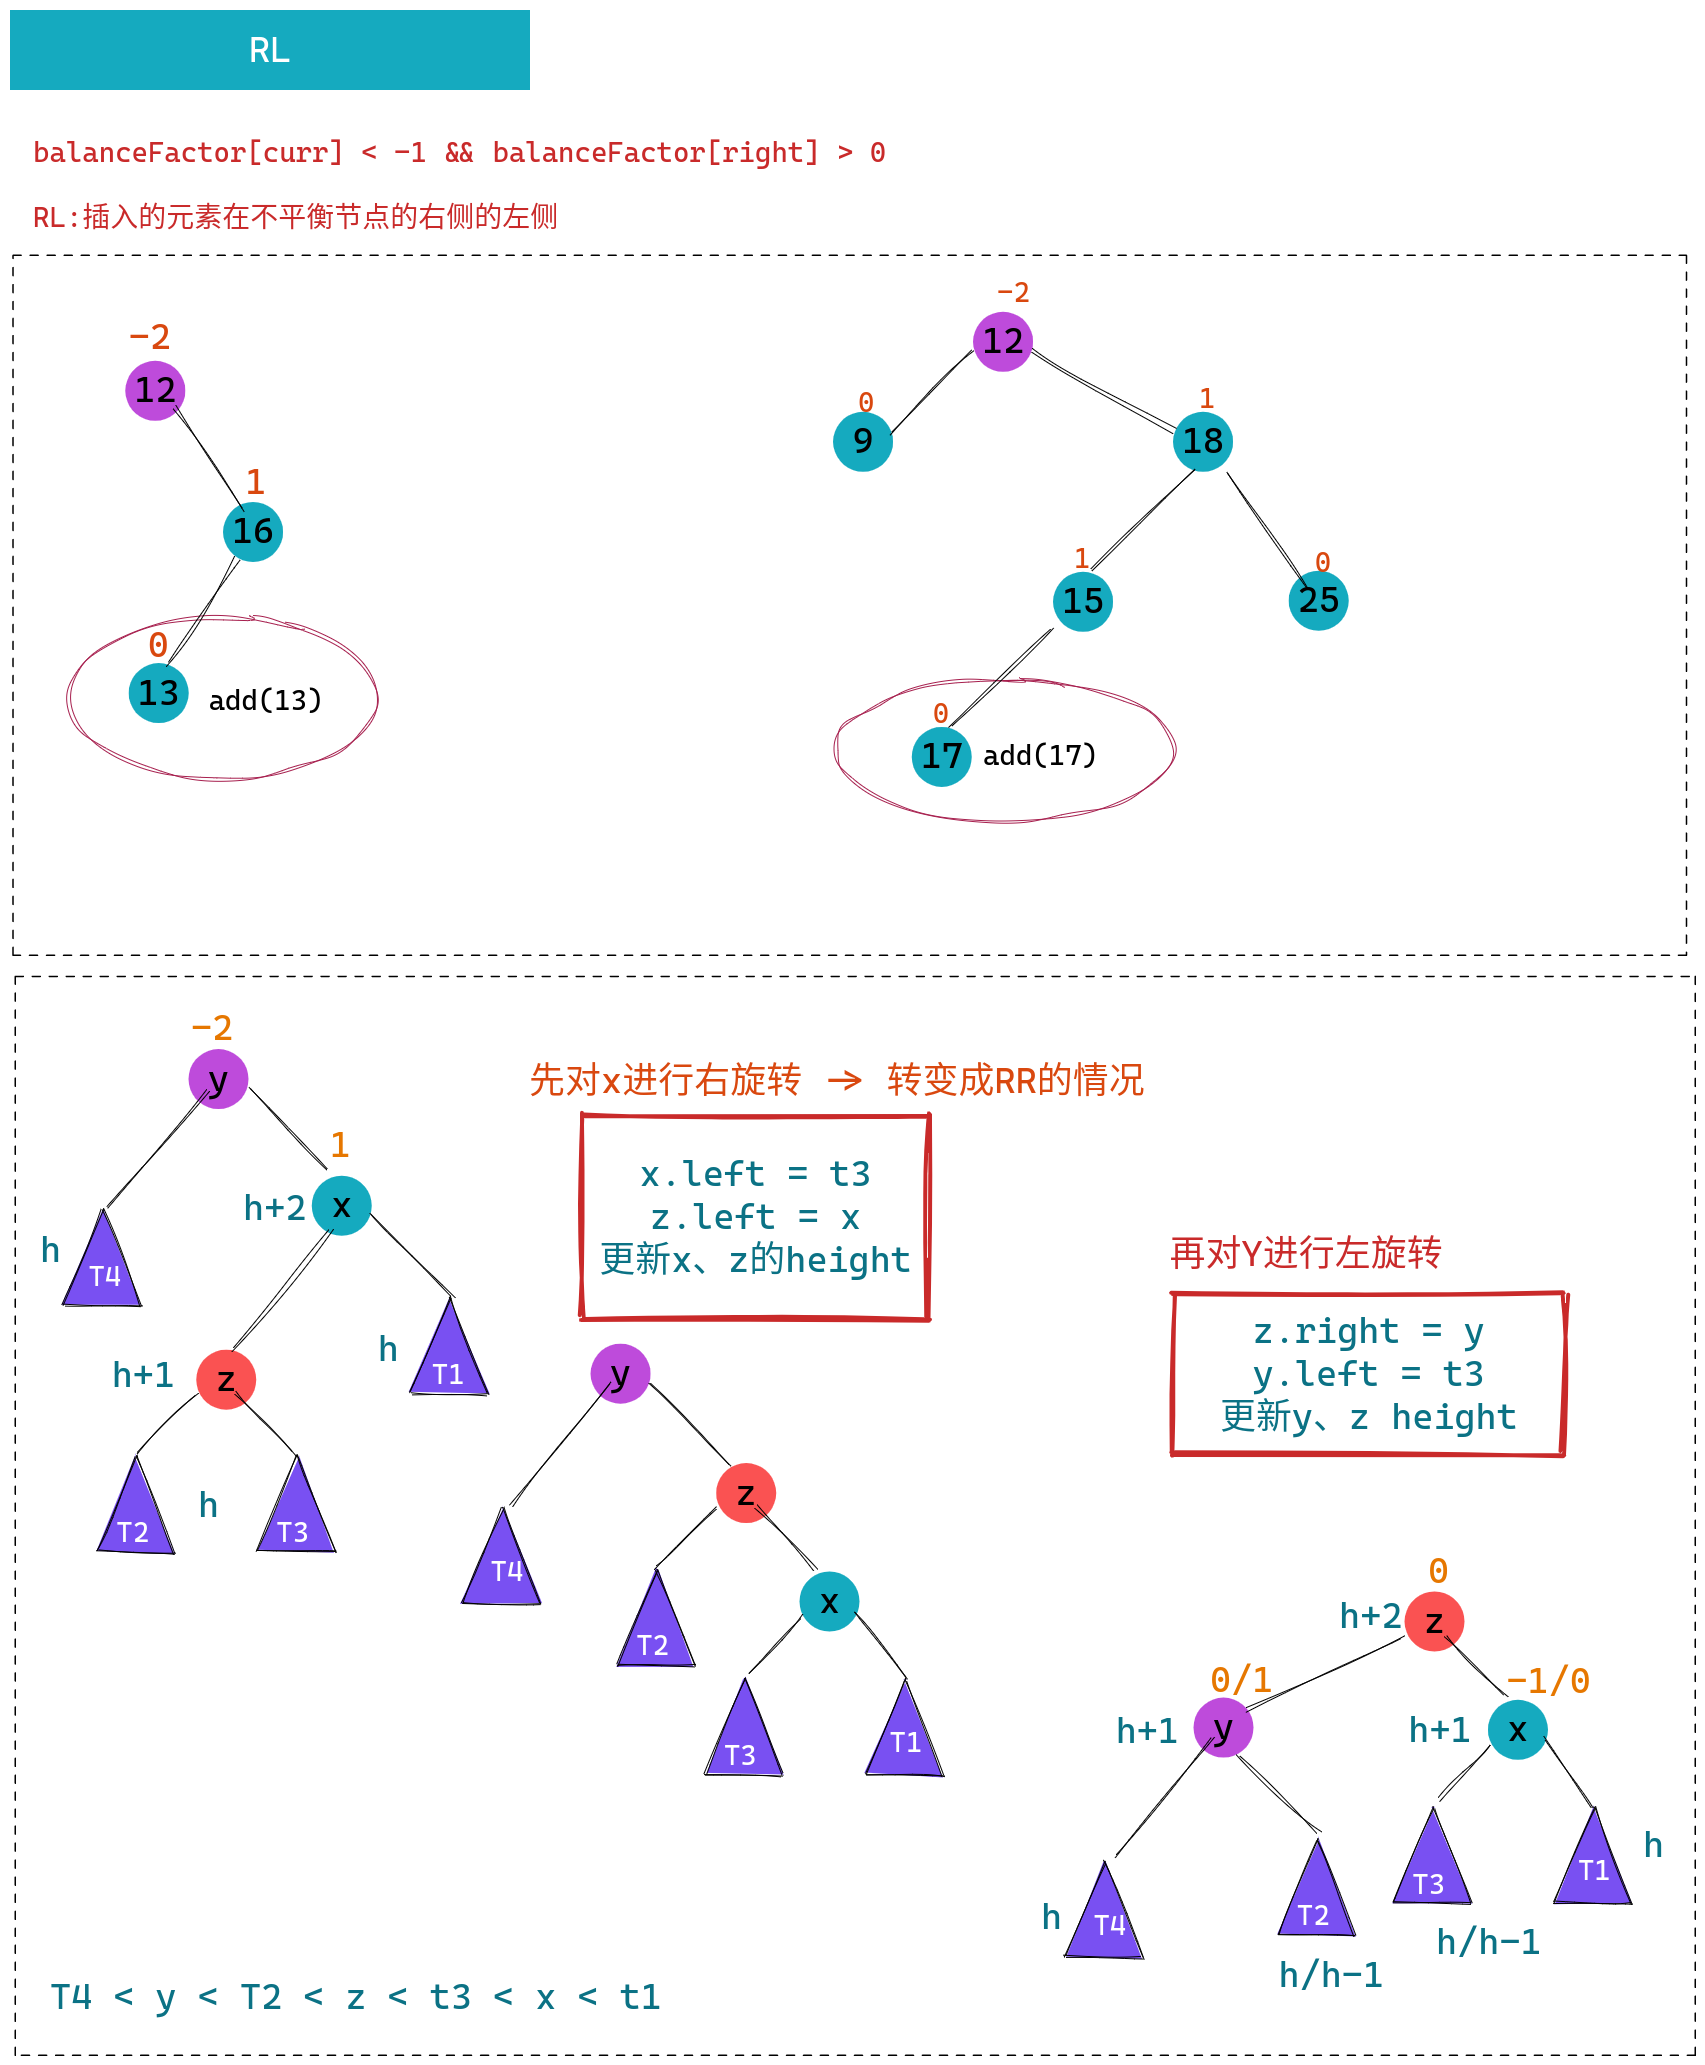 RL
balanceFactor[curr] < -1 && balanceFactor[right] > 0
RL:插入的元素在不平衡节点的右侧的左侧
-2
12
1
16
0
13
add(13)
-2
12
0
9
1
18
1
15
0
25
0
17
add(17)
-2
y
1
h+2
x
h
T4
h+1
z
h
T1
T2
h
T3
先对x进行右旋转 -> 转变成RR的情况
x.left = t3
z.left = x
更新x、z的height
y
z
T4
x
T2
T3
T1
再对Y进行左旋转
z.right = y
y.left = t3
更新y、z height
0
h+2
z
0/1
h+1
y
-1/0
h+1
x
h
T4
T2
h/h-1
T3
h/h-1
T1
h
T4 < y < T2 < z < t3 < x < t1